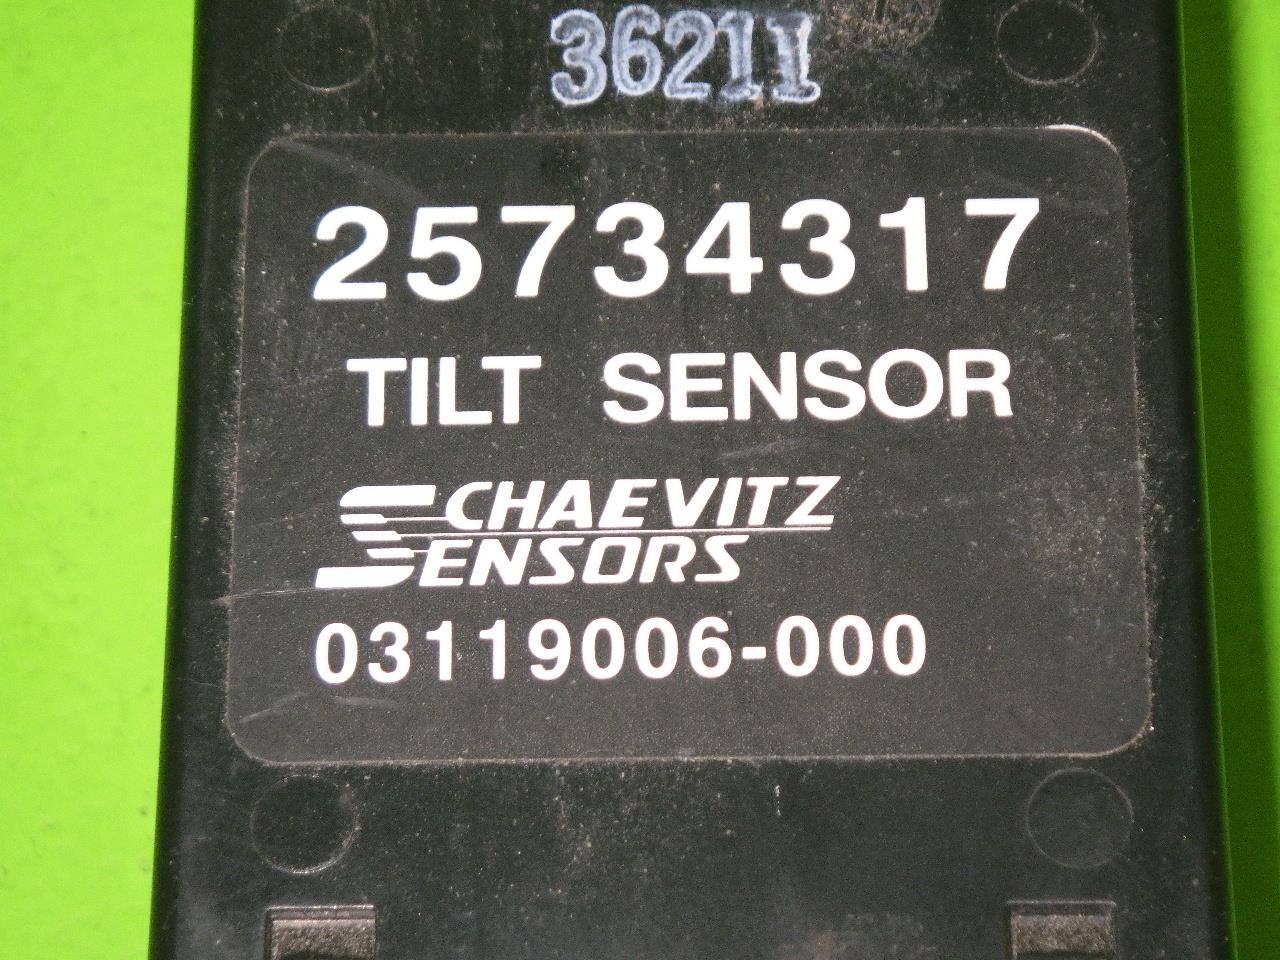 36211
25734317
TILT SENSOR
SCHAEVITZ
SENSORS
03119006-000